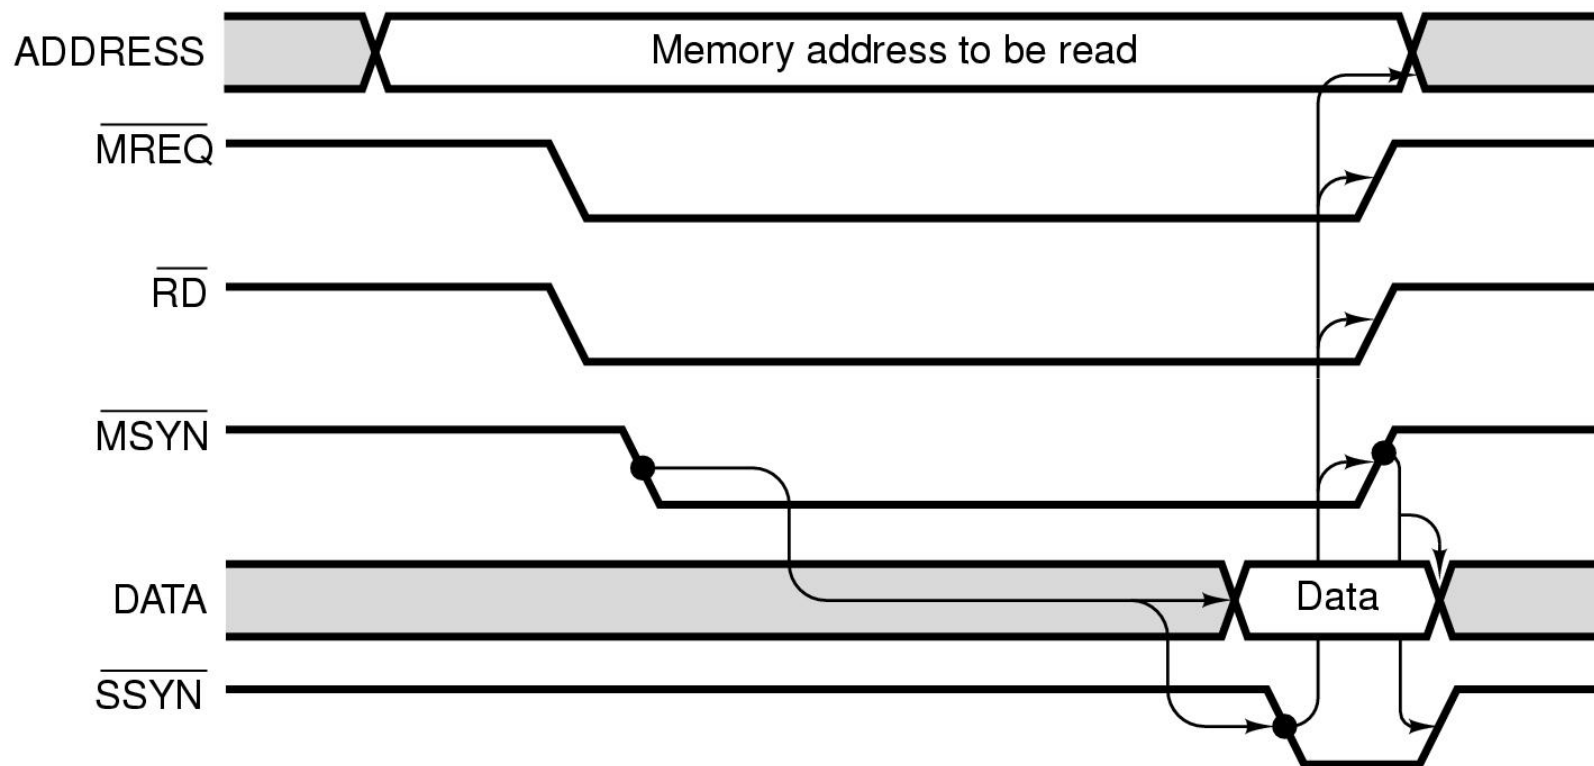 ADDRESS
Memory address to be read
MREQ
RD
MSYN
DATA
Data
SSYN